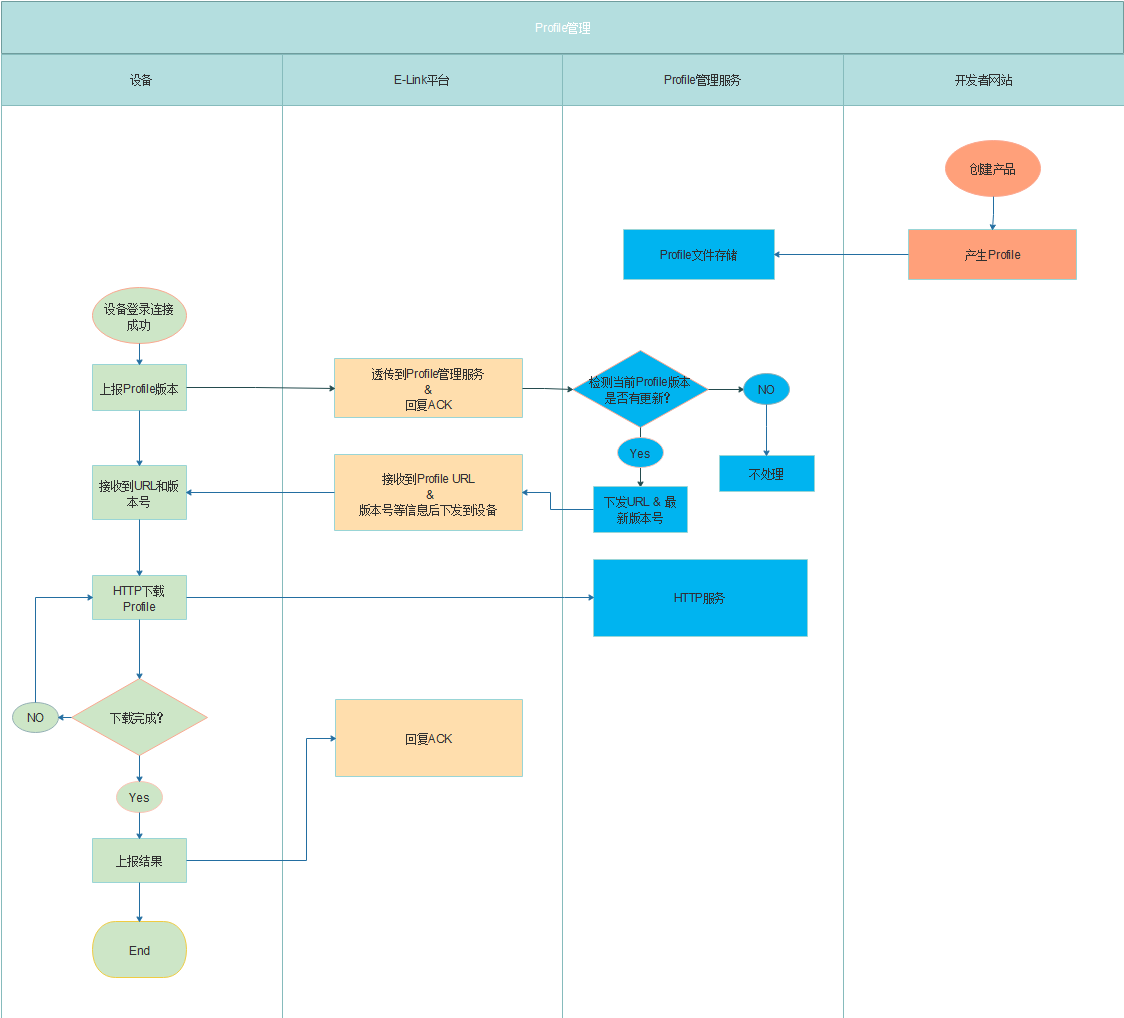 Profile管理
设备
E-Link平台
Profile管理服务
开发者网站
创建产品
Profile文件存储
产生Profile
设备登录连接
成功
上报Profile版本
透传到Profile管理服务
&
回复ACK
检测当前Profile版本
是否有更新?
NO
Yes
不处理
接收到URL和版
本号
接收到Profile URL
&
版本号等信息后下发到设备
下发URL & 最
新版本号
HTTP下载
Profile
HTTP服务
NO
下载完成?
回复ACK
Yes
上报结果
End